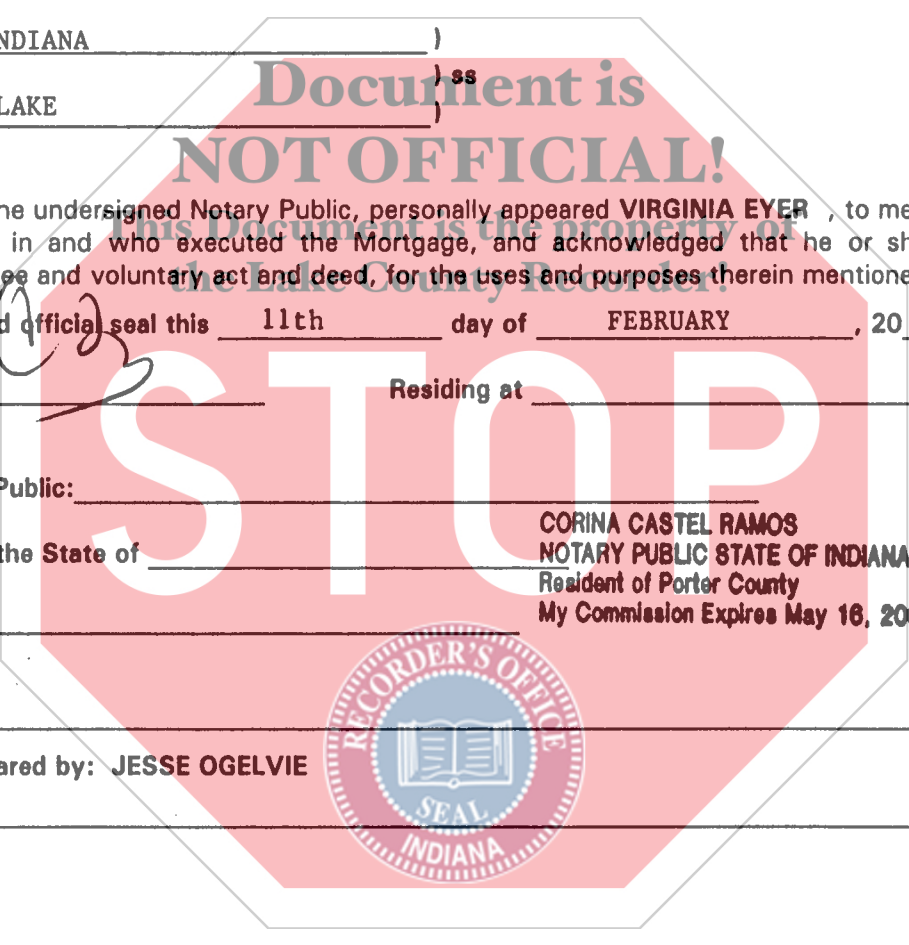 NDIANA )
Document is
) ss
LAKE )
NOT OFFICIAL!
ne undersigned Notary Public, personally appeared VIRGINIA EYER , to me
This Document is the property of
in and who executed the Mortgage, and acknowledged that he or sh
ee and voluntary act and deed, for the uses and purposes therein mentione
the Lake County Recorder!
d official seal this 11th day of FEBRUARY , 20
STOP
Residing at
Public:
CORINA CASTEL RAMOS
the State of NOTARY PUBLIC STATE OF INDIANA
Resident of Porter County
My Commission Expires May 16, 20
RECORDER'S OFFICE
ared by: JESSE OGELVIE
SEAL
INDIANA